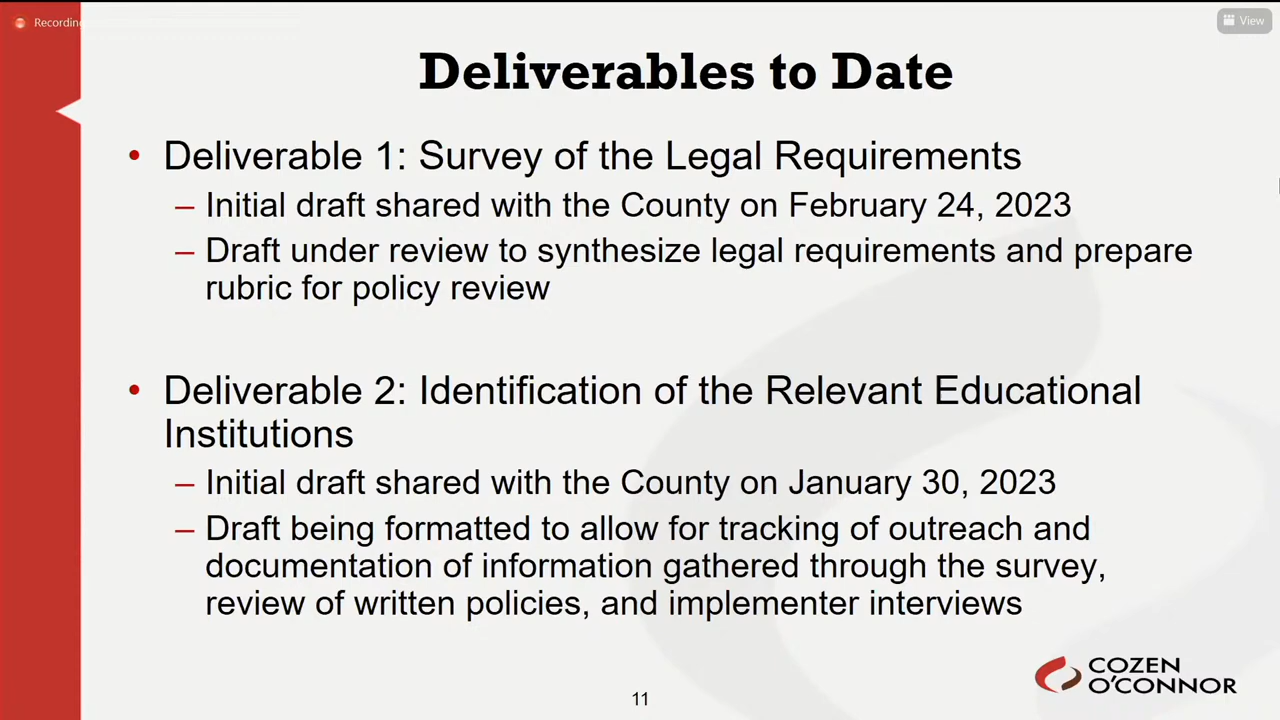 Recording
View
Deliverables to Date
• Deliverable 1: Survey of the Legal Requirements
– Initial draft shared with the County on February 24, 2023
– Draft under review to synthesize legal requirements and prepare
rubric for policy review
• Deliverable 2: Identification of the Relevant Educational
Institutions
– Initial draft shared with the County on January 30, 2023
– Draft being formatted to allow for tracking of outreach and
documentation of information gathered through the survey,
review of written policies, and implementer interviews
COZEN
O'CONNOR
11